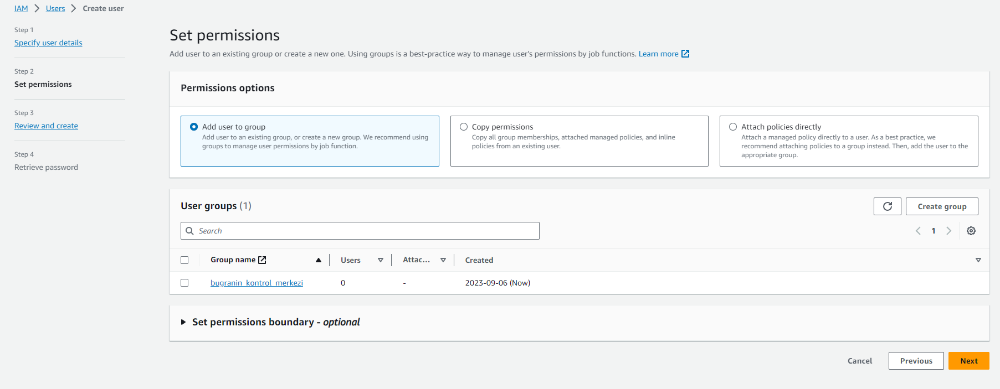 IAM > Users > Create user
Step 1
Specify user details
Step 2
Set permissions
Step 3
Review and create
Step 4
Retrieve password
Set permissions
Add user to an existing group or create a new one. Using groups is a best-practice way to manage user's permissions by job functions. Learn more
Permissions options
Add user to group
Add user to an existing group, or create a new group. We recommend using
groups to manage user permissions by job function.
Copy permissions
Copy all group memberships, attached managed policies, and inline
policies from an existing user.
Attach policies directly
Attach a managed policy directly to a user. As a best practice, we
recommend attaching policies to a group instead. Then, add the user to the
appropriate group.
User groups (1)
Create group
Search
1
Group name Users Attac... Created
bugranin_kontrol_merkezi 0 - 2023-09-06 (Now)
Set permissions boundary - optional
Cancel Previous Next